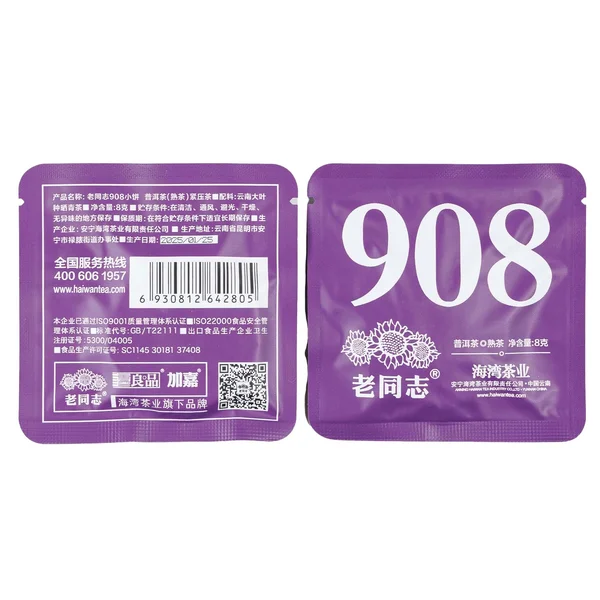 产品名称: 老同志908小饼 普洱茶(熟茶)紧压茶■配料:云南大叶
种晒青茶■净含量:8克■贮存条件:在清洁、通风、避光、干燥、
无异味的地方保存■保质期:在符合贮存条件下适宜长期保存■生
产企业:安宁海湾茶业有限责任公司■生产地址:云南省昆明市安
宁市禄脿街道办事处■生产日期: 2025/01/25
全国服务热线
400 606 1957
www.haiwantea.com
6 930812 642805
本企业已通过ISO9001质量管理体系认证■ISO22000食品安全管
理体系认证■标准代号:GB/T22111■出口食品生产企业卫生
注册证号:5300/04005
■食品生产许可证号: SC1145 30181 37408
老同志®
品 加嘉
海湾茶业旗下品牌
908
普洱茶 熟茶 净含量:8克
老同志®
海湾茶业
安宁海湾茶业有限责任公司·中国云南
ANNING HAIWAN TEA INDUSTRY CO.,LTD·YUNNAN CHINA
www.haiwantea.com